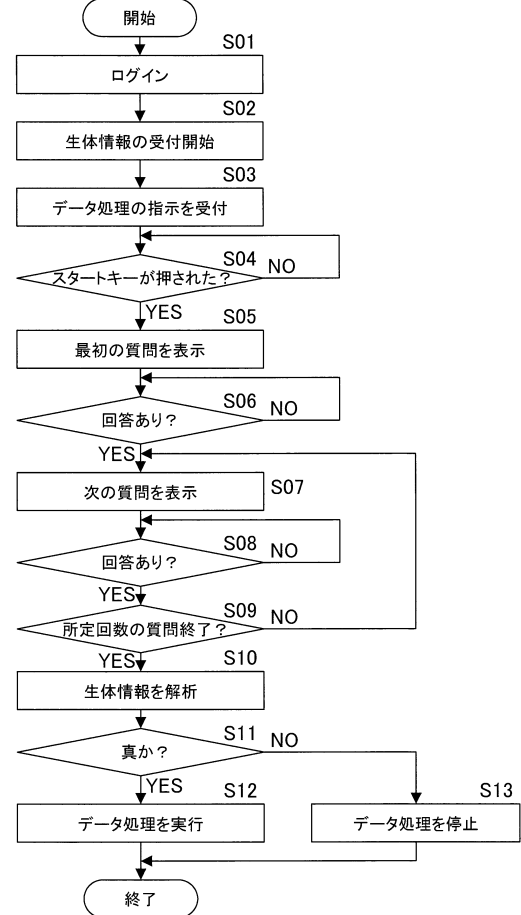 開始
S01
ログイン
S02
生体情報の受付開始
S03
データ処理の指示を受付
S04
スタートキーが押された?
NO
YES
S05
最初の質問を表示
S06
回答あり?
NO
YES
次の質問を表示
S07
S08
回答あり?
NO
YES
S09
所定回数の質問終了?
NO
YES
S10
生体情報を解析
S11
真か?
NO
YES
S12
データ処理を実行
S13
データ処理を停止
終了